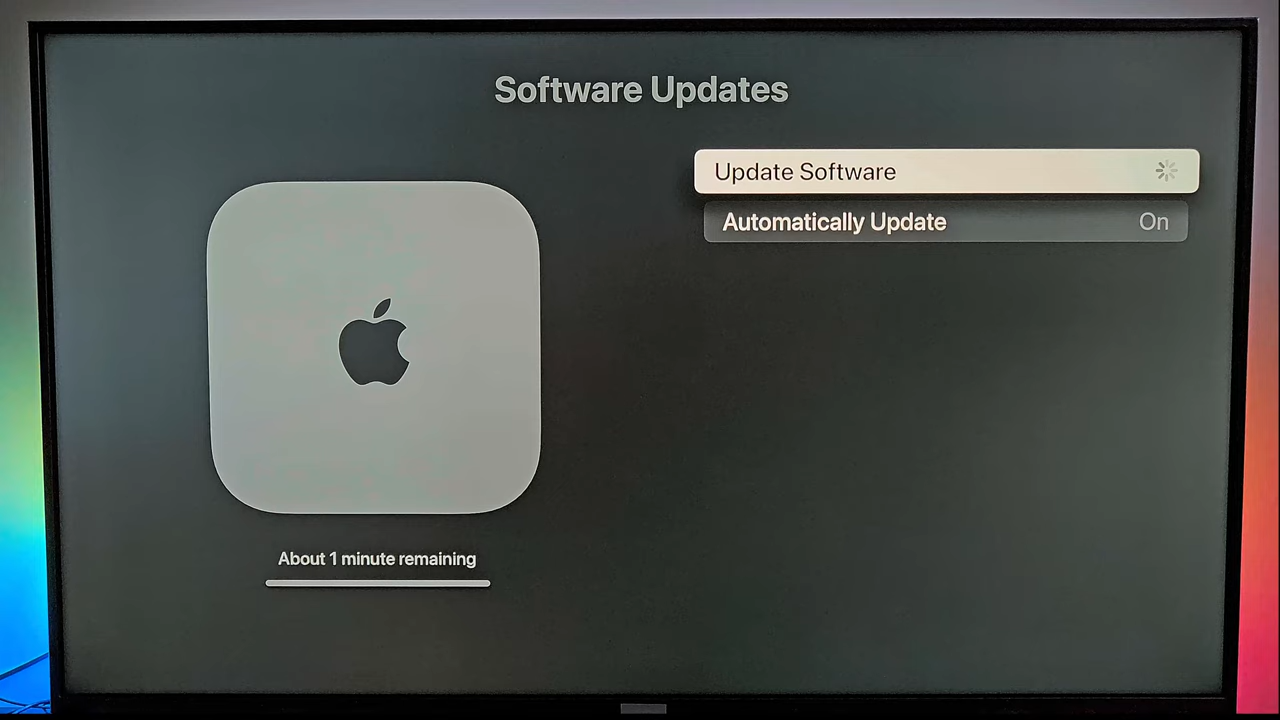 Software Updates
Update Software
Automatically Update On
About 1 minute remaining